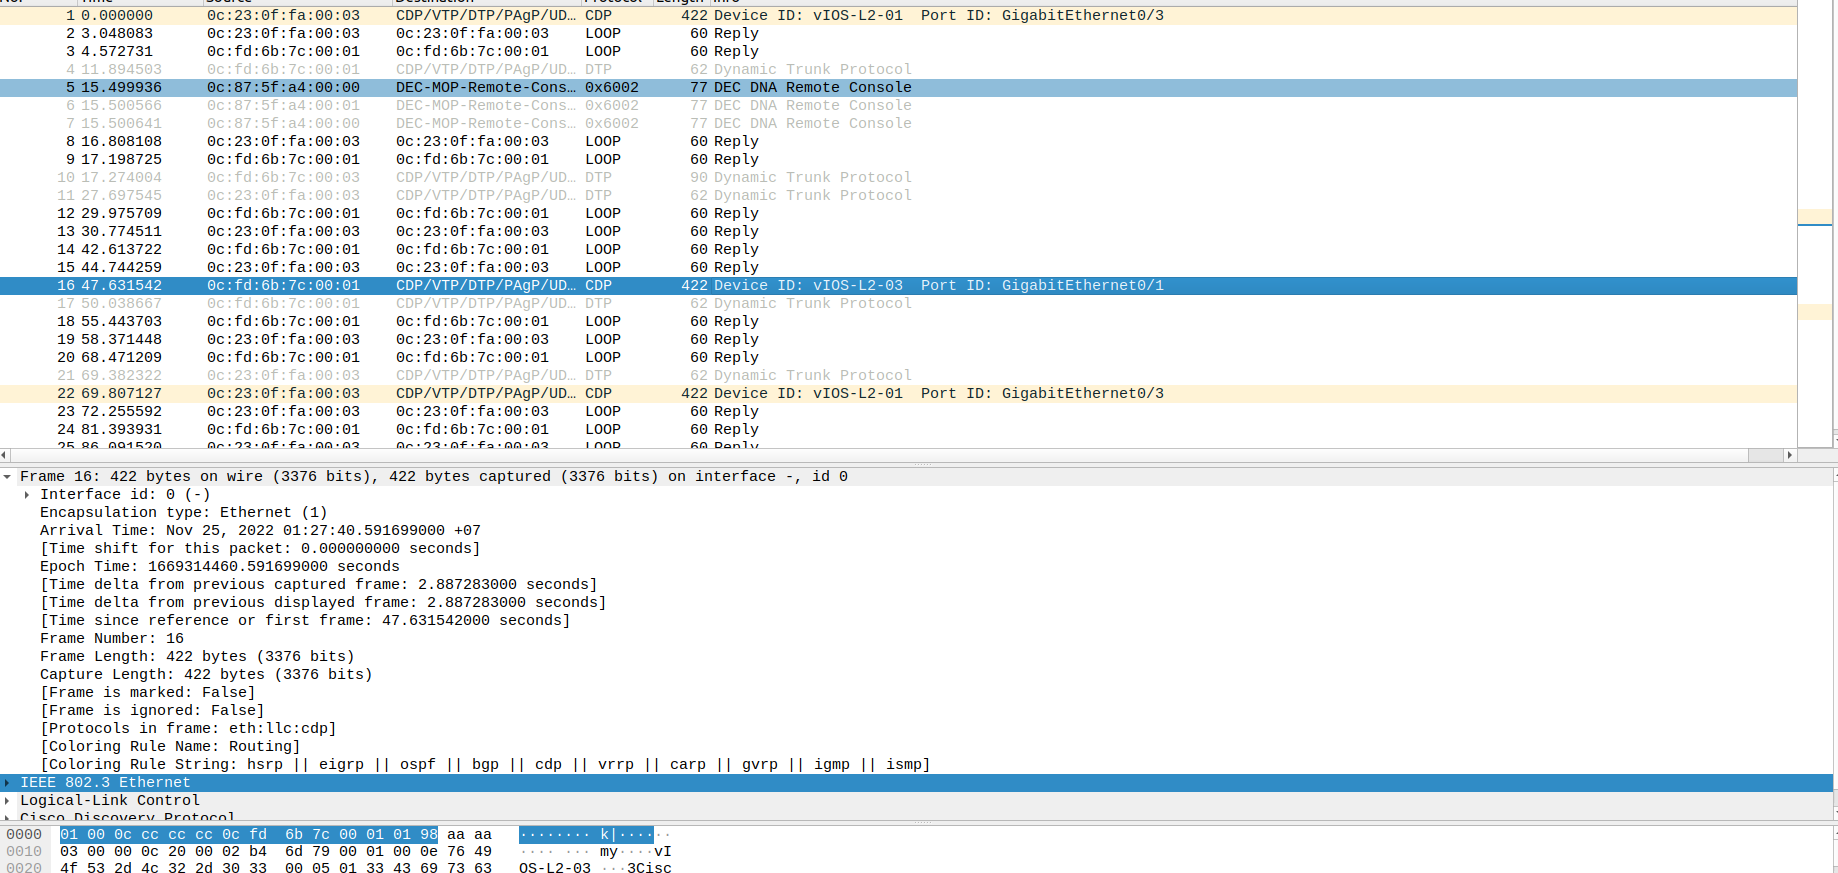 No. Time Source Destination Protocol Length Info
1 0.000000 0c:23:0f:fa:00:03 CDP/VTP/DTP/PAgP/UD… CDP 422 Device ID: vIOS-L2-01 Port ID: GigabitEthernet0/3
2 3.048083 0c:23:0f:fa:00:03 0c:23:0f:fa:00:03 LOOP 60 Reply
3 4.572731 0c:fd:6b:7c:00:01 0c:fd:6b:7c:00:01 LOOP 60 Reply
4 11.894503 0c:fd:6b:7c:00:01 CDP/VTP/DTP/PAgP/UD… DTP 62 Dynamic Trunk Protocol
5 15.499936 0c:87:5f:a4:00:00 DEC-MOP-Remote-Cons… 0x6002 77 DEC DNA Remote Console
6 15.500566 0c:87:5f:a4:00:00 DEC-MOP-Remote-Cons… 0x6002 77 DEC DNA Remote Console
7 15.500641 0c:87:5f:a4:00:00 DEC-MOP-Remote-Cons… 0x6002 77 DEC DNA Remote Console
8 16.808108 0c:23:0f:fa:00:03 0c:23:0f:fa:00:03 LOOP 60 Reply
9 17.198725 0c:fd:6b:7c:00:01 0c:fd:6b:7c:00:01 LOOP 60 Reply
10 17.274004 0c:fd:6b:7c:00:03 CDP/VTP/DTP/PAgP/UD… DTP 90 Dynamic Trunk Protocol
11 27.697545 0c:23:0f:fa:00:03 CDP/VTP/DTP/PAgP/UD… DTP 62 Dynamic Trunk Protocol
12 29.975709 0c:fd:6b:7c:00:01 0c:fd:6b:7c:00:01 LOOP 60 Reply
13 30.774511 0c:23:0f:fa:00:03 0c:23:0f:fa:00:03 LOOP 60 Reply
14 42.613722 0c:fd:6b:7c:00:01 0c:fd:6b:7c:00:01 LOOP 60 Reply
15 44.744259 0c:23:0f:fa:00:03 0c:23:0f:fa:00:03 LOOP 60 Reply
16 47.631542 0c:fd:6b:7c:00:01 CDP/VTP/DTP/PAgP/UD… CDP 422 Device ID: vIOS-L2-03 Port ID: GigabitEthernet0/1
17 50.038667 0c:fd:6b:7c:00:01 CDP/VTP/DTP/PAgP/UD… DTP 62 Dynamic Trunk Protocol
18 55.443703 0c:fd:6b:7c:00:01 0c:fd:6b:7c:00:01 LOOP 60 Reply
19 58.371448 0c:23:0f:fa:00:03 0c:23:0f:fa:00:03 LOOP 60 Reply
20 68.471209 0c:fd:6b:7c:00:01 0c:fd:6b:7c:00:01 LOOP 60 Reply
21 69.382322 0c:23:0f:fa:00:03 CDP/VTP/DTP/PAgP/UD… DTP 62 Dynamic Trunk Protocol
22 69.807127 0c:23:0f:fa:00:03 CDP/VTP/DTP/PAgP/UD… CDP 422 Device ID: vIOS-L2-01 Port ID: GigabitEthernet0/3
23 72.255592 0c:23:0f:fa:00:03 0c:23:0f:fa:00:03 LOOP 60 Reply
24 81.393931 0c:fd:6b:7c:00:01 0c:fd:6b:7c:00:01 LOOP 60 Reply
25 86.091520 0c:23:0f:fa:00:03 0c:23:0f:fa:00:03 LOOP 60 Reply
Frame 16: 422 bytes on wire (3376 bits), 422 bytes captured (3376 bits) on interface -, id 0
Interface id: 0 (-)
Encapsulation type: Ethernet (1)
Arrival Time: Nov 25, 2022 01:27:40.591699000 +07
[Time shift for this packet: 0.000000000 seconds]
Epoch Time: 1669314460.591699000 seconds
[Time delta from previous captured frame: 2.887283000 seconds]
[Time delta from previous displayed frame: 2.887283000 seconds]
[Time since reference or first frame: 47.631542000 seconds]
Frame Number: 16
Frame Length: 422 bytes (3376 bits)
Capture Length: 422 bytes (3376 bits)
[Frame is marked: False]
[Frame is ignored: False]
[Protocols in frame: eth:llc:cdp]
[Coloring Rule Name: Routing]
[Coloring Rule String: hsrp || eigrp || ospf || bgp || cdp || vrrp || carp || gvrp || igmp || ismp]
IEEE 802.3 Ethernet
Logical-Link Control
Cisco Discovery Protocol
0000 01 00 0c cc cc cc 0c fd 6b 7c 00 01 01 98 aa aa ········ k|······
0010 03 00 00 0c 20 00 02 b4 6d 79 00 01 00 0e 76 49 ···· ··· my····vI
0020 4f 53 2d 4c 32 2d 30 33 00 05 01 33 43 69 73 63 OS-L2-03 ···3Cisc